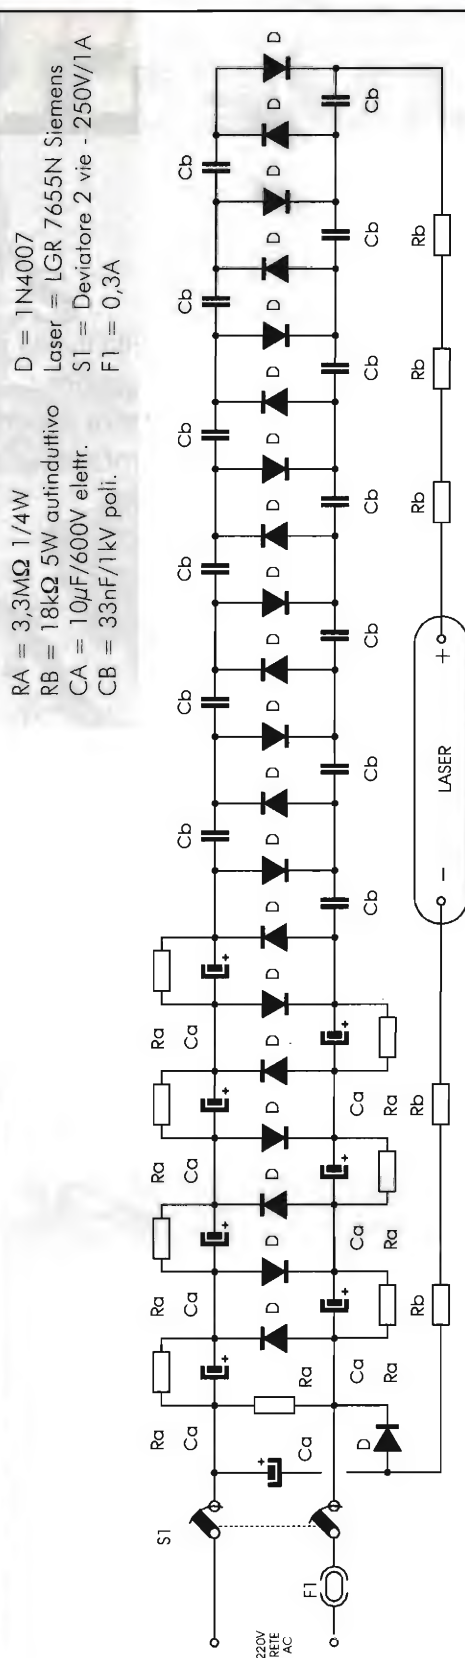 RA = 3,3MΩ 1/4W
RB = 18kΩ 5W autinduttivo
CA = 10µF/600V elettr.
CB = 33nF/1kV poli.
D = 1N4007
Laser = LGR 7655N Siemens
S1 = Deviatore 2 vie - 250V/1A
F1 = 0,3A
S1
Ra Ra Ra Ra
Ca Ca Ca Ca
Cb Cb Cb Cb Cb Cb
+ + + +
D D D D D D D D D D D D D D D D D D D D
220V
RETE
AC
+
Ca
Ra
F1
+ + +
Ca Ca Ca
Cb Cb Cb Cb Cb Cb Cb
D
Ra Ra Ra
Rb Rb
Rb Rb Rb
− LASER +